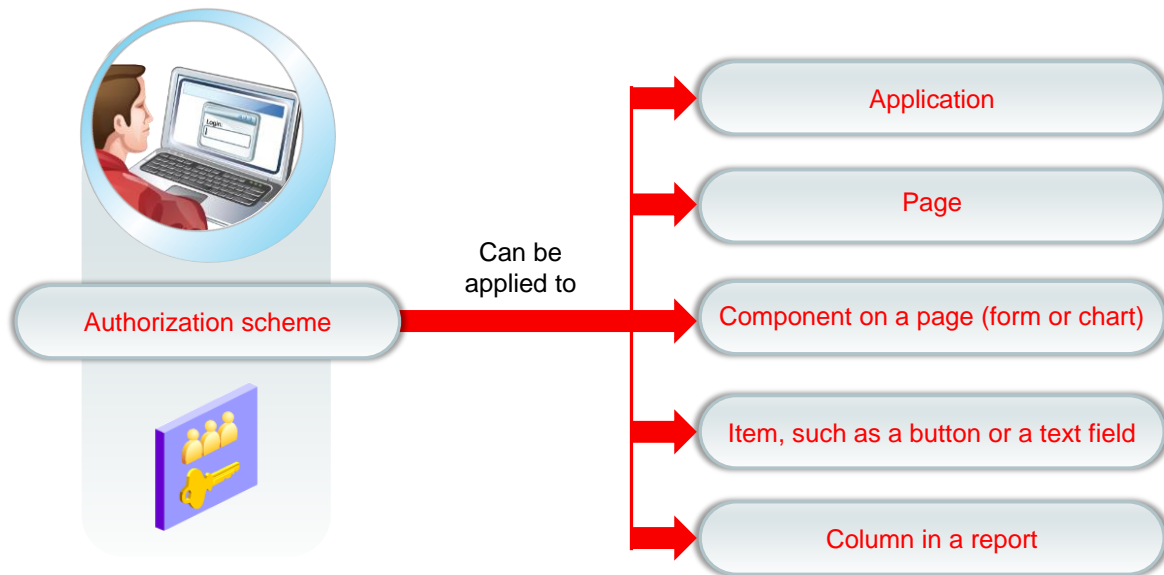 Login.
Application
Page
Can be
applied to
Authorization scheme
Component on a page (form or chart)
Item, such as a button or a text field
Column in a report